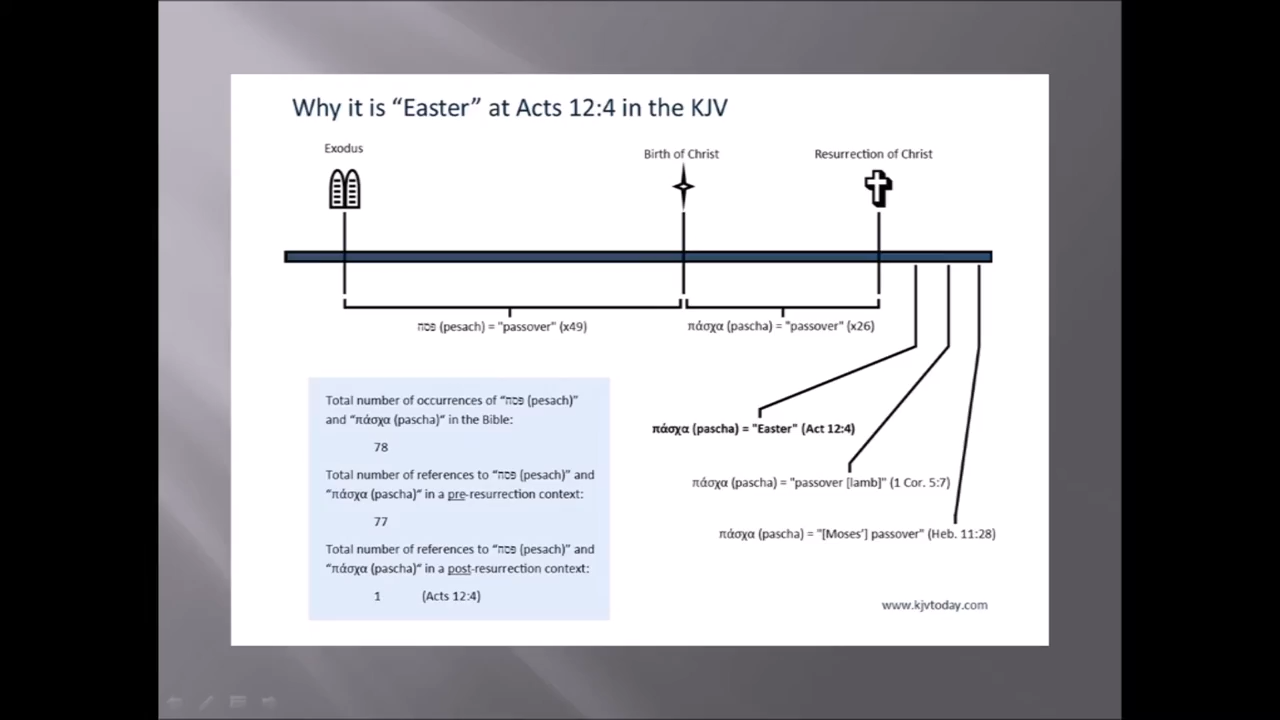 Why it is “Easter” at Acts 12:4 in the KJV
Exodus
Birth of Christ
Resurrection of Christ
פסח (pesach) = "passover" (x49)
πάσχα (pascha) = "passover" (x26)
Total number of occurrences of “פסח (pesach)”
and “πάσχα (pascha)“ in the Bible:
78
Total number of references to “פסח (pesach)” and
“πάσχα (pascha)“ in a pre-resurrection context:
77
Total number of references to “פסח (pesach)” and
“πάσχα (pascha)“ in a post-resurrection context:
1 (Acts 12:4)
πάσχα (pascha) = "Easter" (Act 12:4)
πάσχα (pascha) = "passover [lamb]" (1 Cor. 5:7)
πάσχα (pascha) = "[Moses’] passover" (Heb. 11:28)
www.kjvtoday.com